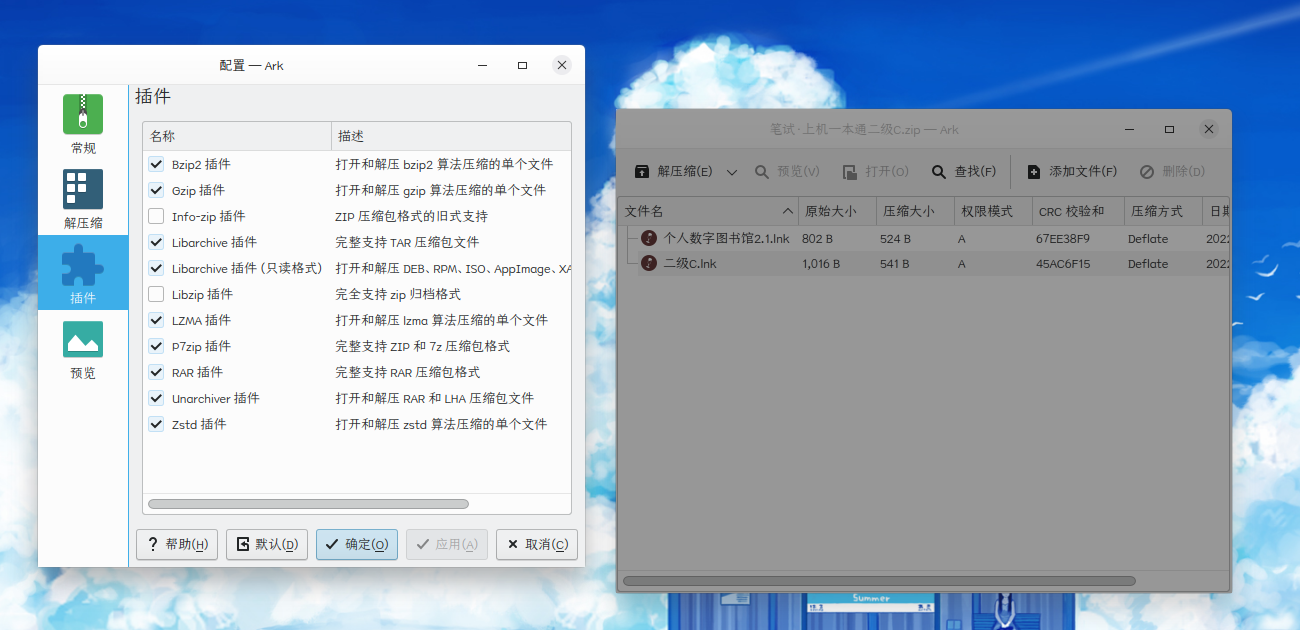 配置 — Ark
常规
解压缩
插件
预览
插件
名称 描述
Bzip2 插件 打开和解压 bzip2 算法压缩的单个文件
Gzip 插件 打开和解压 gzip 算法压缩的单个文件
Info-zip 插件 ZIP 压缩包格式的旧式支持
Libarchive 插件 完整支持 TAR 压缩包文件
Libarchive 插件 (只读格式) 打开和解压 DEB、RPM、ISO、AppImage、XA
Libzip 插件 完全支持 zip 归档格式
LZMA 插件 打开和解压 lzma 算法压缩的单个文件
P7zip 插件 完整支持 ZIP 和 7z 压缩包格式
RAR 插件 完整支持 RAR 压缩包格式
Unarchiver 插件 打开和解压 RAR 和 LHA 压缩包文件
Zstd 插件 打开和解压 zstd 算法压缩的单个文件
帮助(H) 默认(D) 确定(O) 应用(A) 取消(C)
笔试·上机一本通二级C.zip — Ark
解压缩(E) 预览(V) 打开(O) 查找(F) 添加文件(F) 删除(D)
文件名 原始大小 压缩大小 权限模式 CRC 校验和 压缩方式 日期
个人数字图书馆2.1.lnk 802 B 524 B A 67EE38F9 Deflate 2022
二级C.lnk 1,016 B 541 B A 45AC6F15 Deflate 2022
Summer